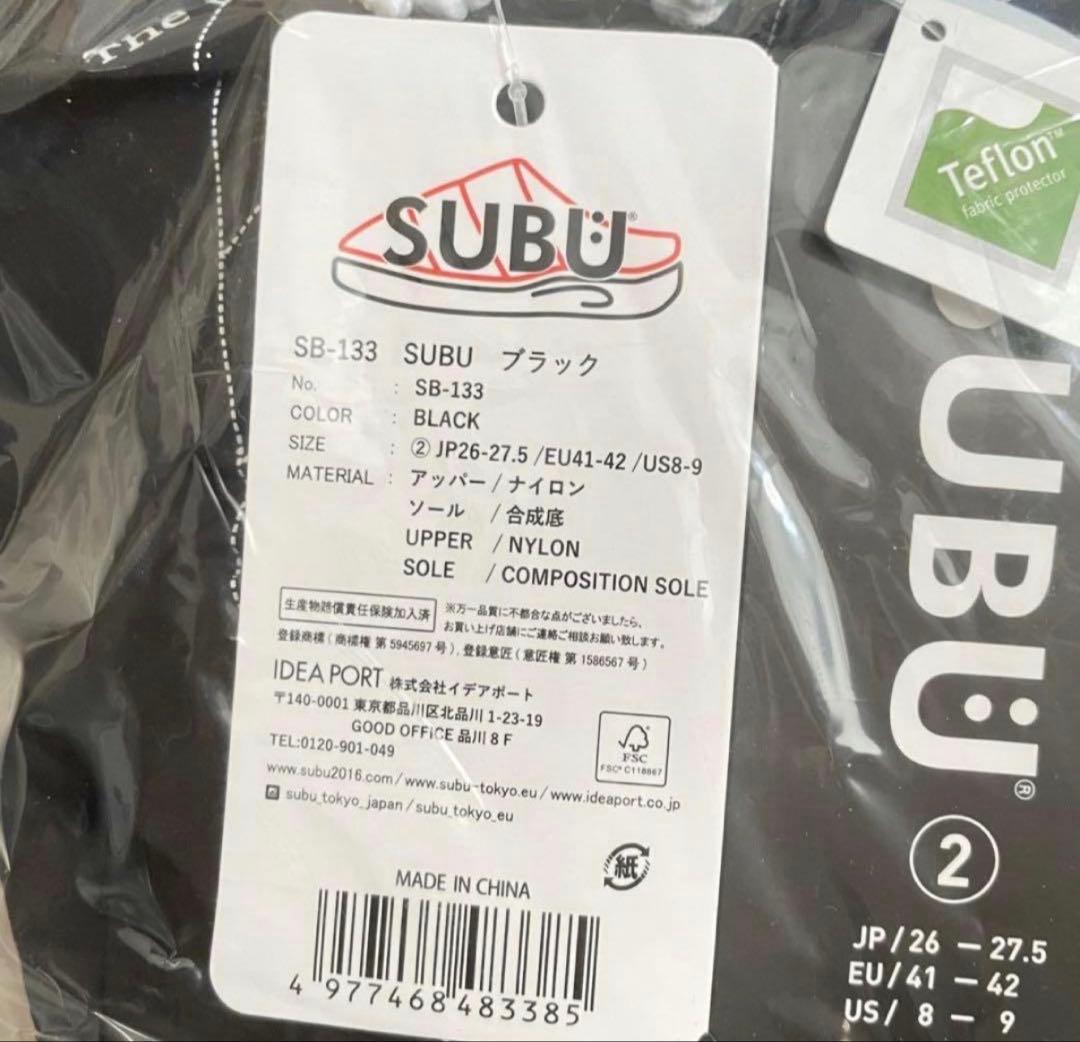 The
SUBU®
SB-133 SUBU ブラック
No. : SB-133
COLOR : BLACK
SIZE : ② JP26-27.5 /EU41-42 /US8-9
MATERIAL : アッパー / ナイロン
ソール / 合成底
UPPER / NYLON
SOLE / COMPOSITION SOLE
生産物賠償責任保険加入済
※万一品質に不都合な点がございましたら、
お買い上げ店舗にご連絡ご相談お願い致します。
登録商標 ( 商標権 第 5945697 号 ) , 登録意匠 ( 意匠権 第 1586567 号 )
IDEA PORT 株式会社イデアポート
〒140-0001 東京都品川区北品川 1-23-19
GOOD OFFICE 品川 8 F
TEL:0120-901-049
FSC
FSC® C118867
www.subu2016.com / www.subu-tokyo.eu / www.ideaport.co.jp
subu_tokyo_japan / subu_tokyo_eu
紙
MADE IN CHINA
4 977468 483385
Teflon™
fabric protector
UBU®
2
JP / 26 — 27.5
EU / 41 — 42
US / 8 — 9